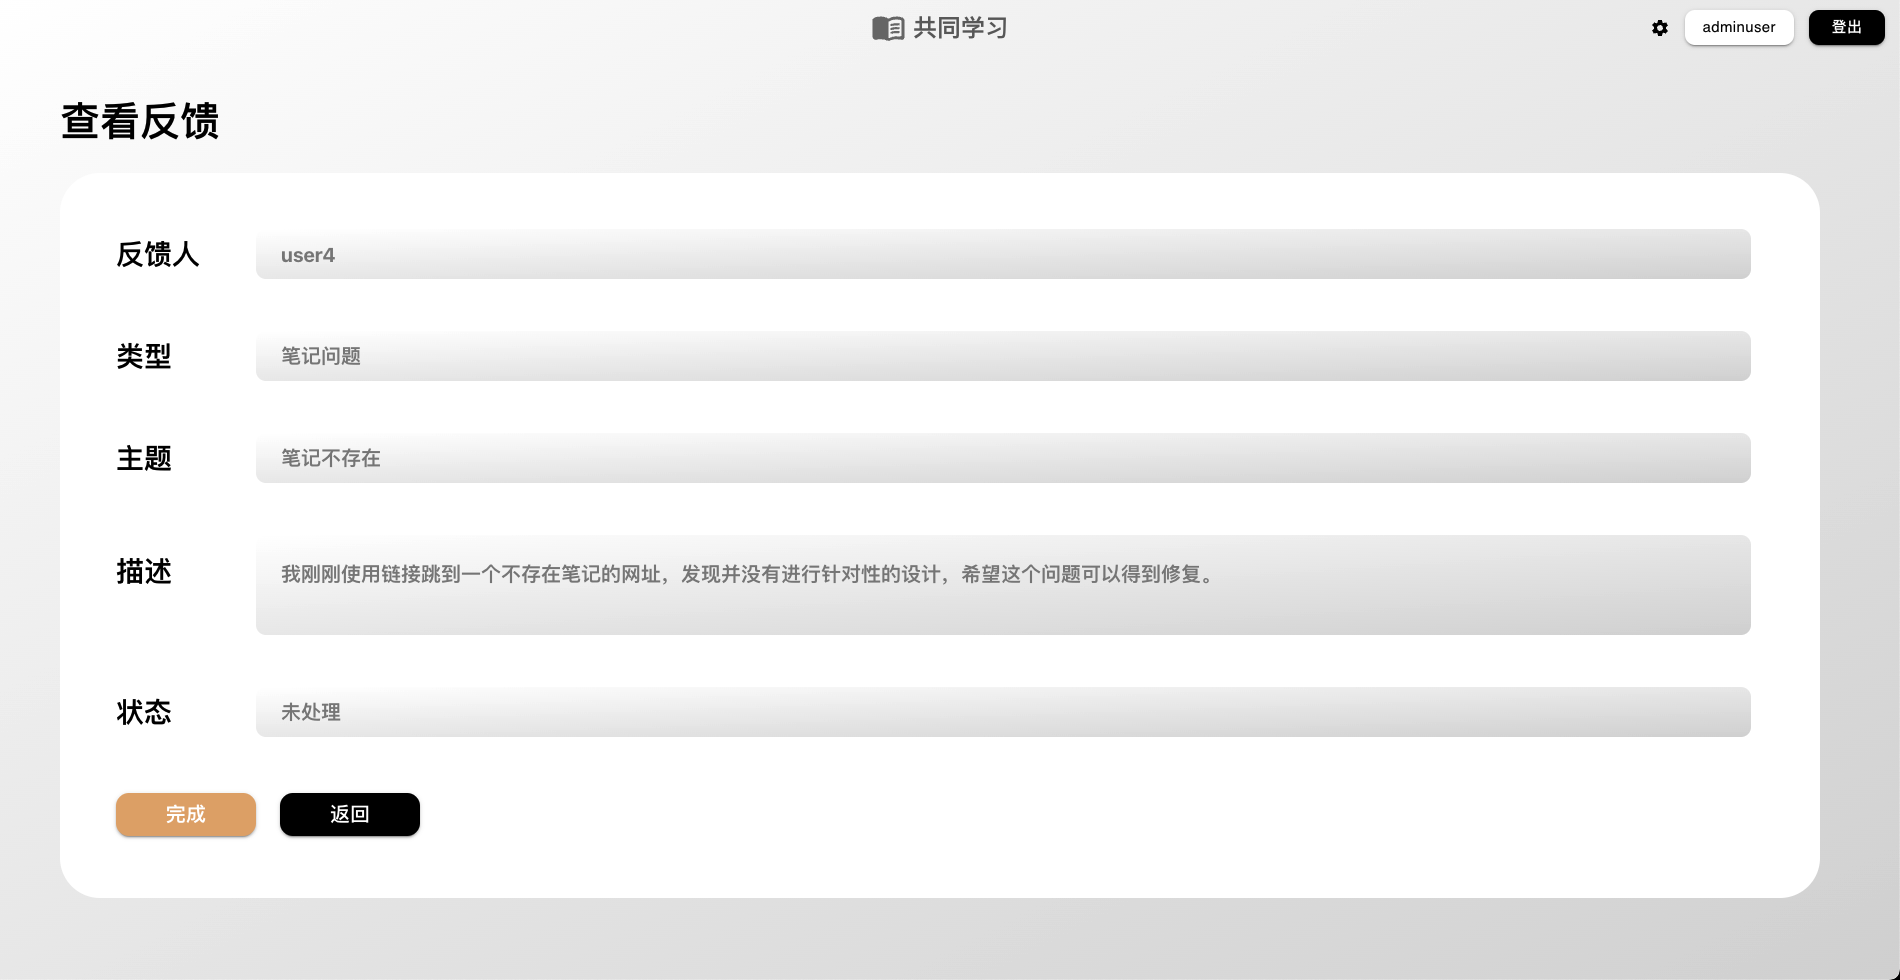 共同学习
adminuser
登出
查看反馈
反馈人
user4
类型
笔记问题
主题
笔记不存在
描述
我刚刚使用链接跳到一个不存在笔记的网址，发现并没有进行针对性的设计，希望这个问题可以得到修复。
状态
未处理
完成
返回